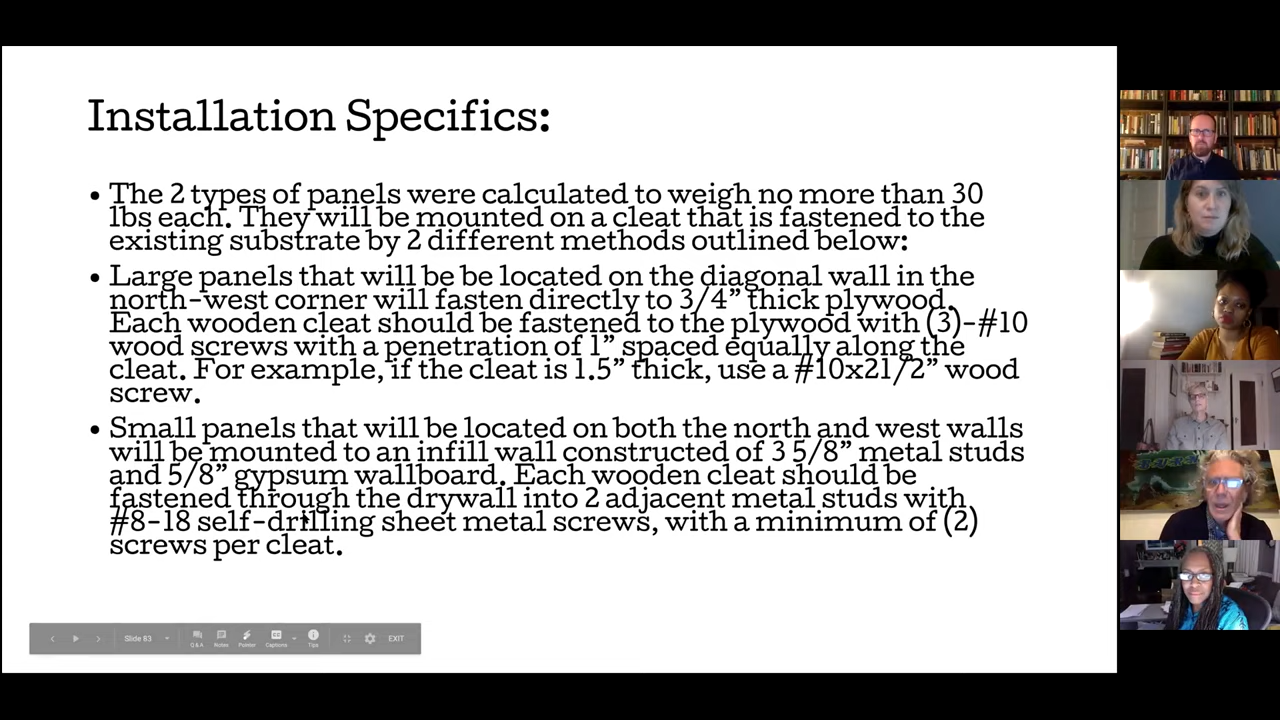 Installation Specifics:
• The 2 types of panels were calculated to weigh no more than 30
lbs each. They will be mounted on a cleat that is fastened to the
existing substrate by 2 different methods outlined below:
• Large panels that will be be located on the diagonal wall in the
north-west corner will fasten directly to 3/4” thick plywood.
Each wooden cleat should be fastened to the plywood with (3)-#10
wood screws with a penetration of 1” spaced equally along the
cleat. For example, if the cleat is 1.5” thick, use a #10x21/2” wood
screw.
• Small panels that will be located on both the north and west walls
will be mounted to an infill wall constructed of 3 5/8” metal studs
and 5/8” gypsum wallboard. Each wooden cleat should be
fastened through the drywall into 2 adjacent metal studs with
#8-18 self-drilling sheet metal screws, with a minimum of (2)
screws per cleat.
Slide 83
Q & A Notes Pointer Captions Tips
EXIT